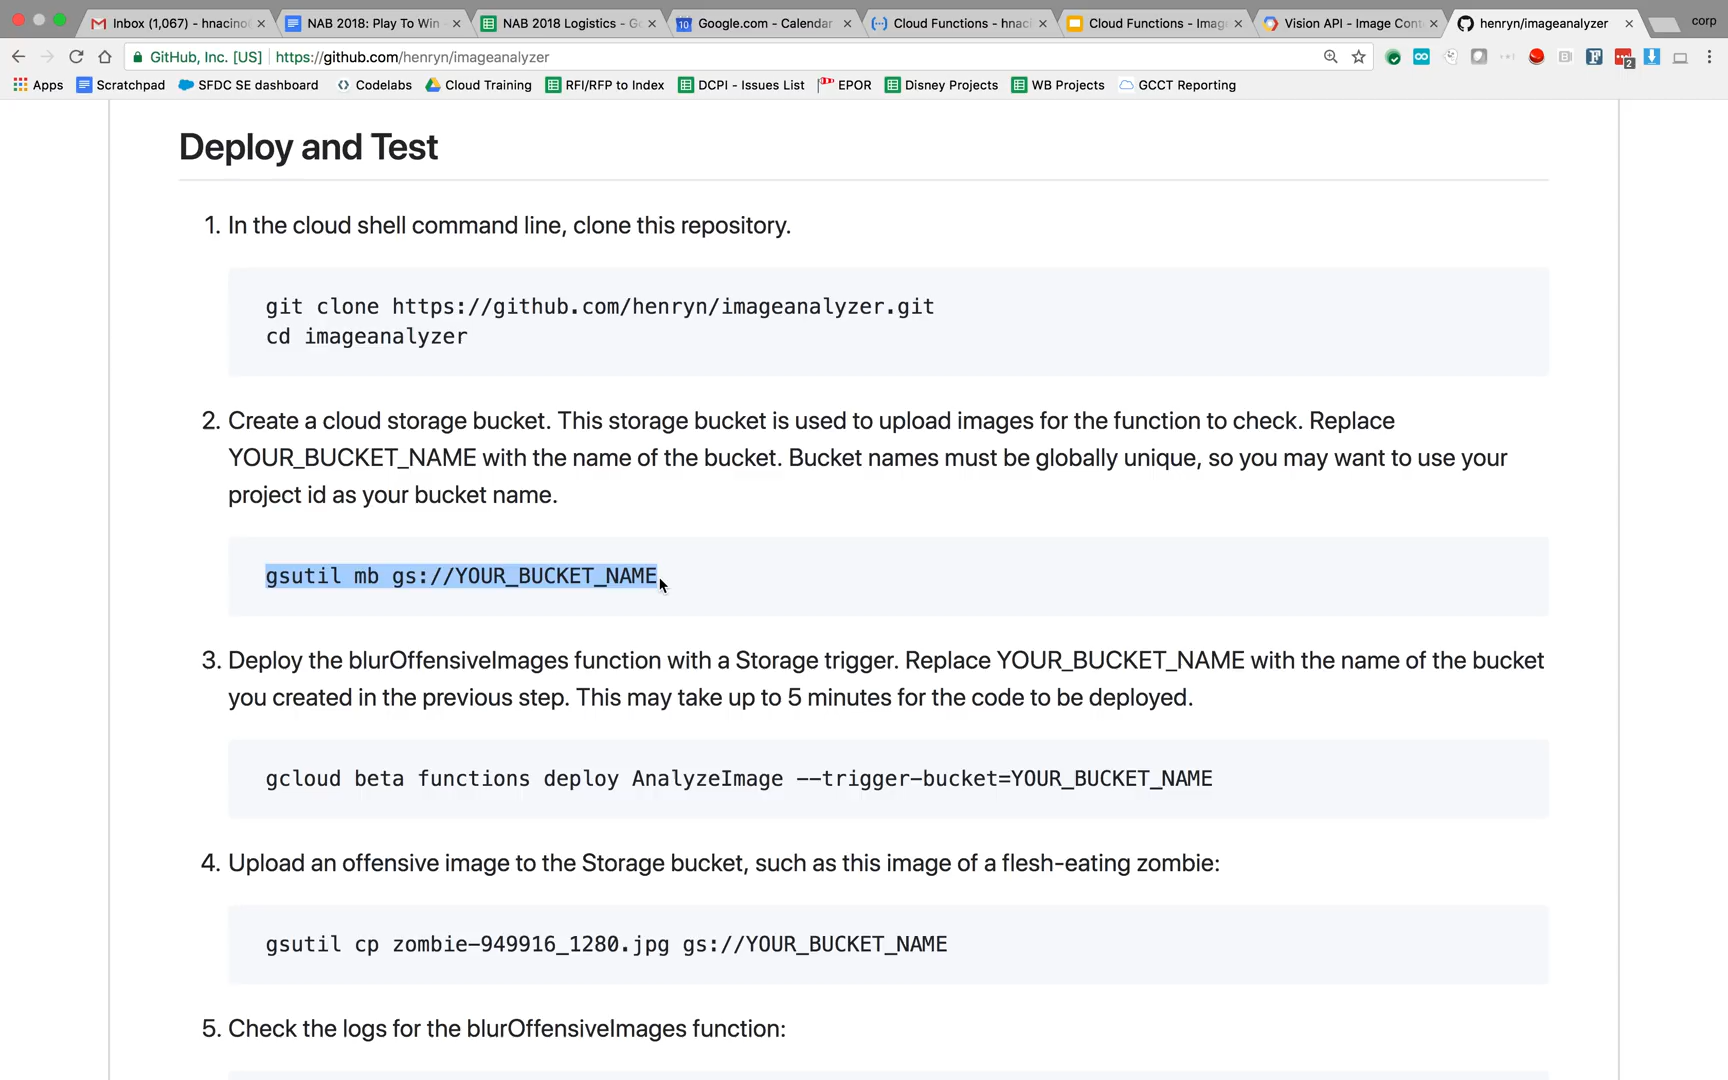 Inbox (1,067) - hnacino
NAB 2018: Play To Win -
NAB 2018 Logistics - G
Google.com - Calendar
Cloud Functions - hnaci
Cloud Functions - Imag
Vision API - Image Cont
henryn/imageanalyzer
corp
GitHub, Inc. [US]
https://github.com/henryn/imageanalyzer
Apps
Scratchpad
SFDC SE dashboard
Codelabs
Cloud Training
RFI/RFP to Index
DCPI - Issues List
EPOR
Disney Projects
WB Projects
GCCT Reporting
Deploy and Test
1. In the cloud shell command line, clone this repository.
git clone https://github.com/henryn/imageanalyzer.git
cd imageanalyzer
2. Create a cloud storage bucket. This storage bucket is used to upload images for the function to check. Replace
YOUR_BUCKET_NAME with the name of the bucket. Bucket names must be globally unique, so you may want to use your
project id as your bucket name.
gsutil mb gs://YOUR_BUCKET_NAME
3. Deploy the blurOffensiveImages function with a Storage trigger. Replace YOUR_BUCKET_NAME with the name of the bucket
you created in the previous step. This may take up to 5 minutes for the code to be deployed.
gcloud beta functions deploy AnalyzeImage --trigger-bucket=YOUR_BUCKET_NAME
4. Upload an offensive image to the Storage bucket, such as this image of a flesh-eating zombie:
gsutil cp zombie-949916_1280.jpg gs://YOUR_BUCKET_NAME
5. Check the logs for the blurOffensiveImages function: